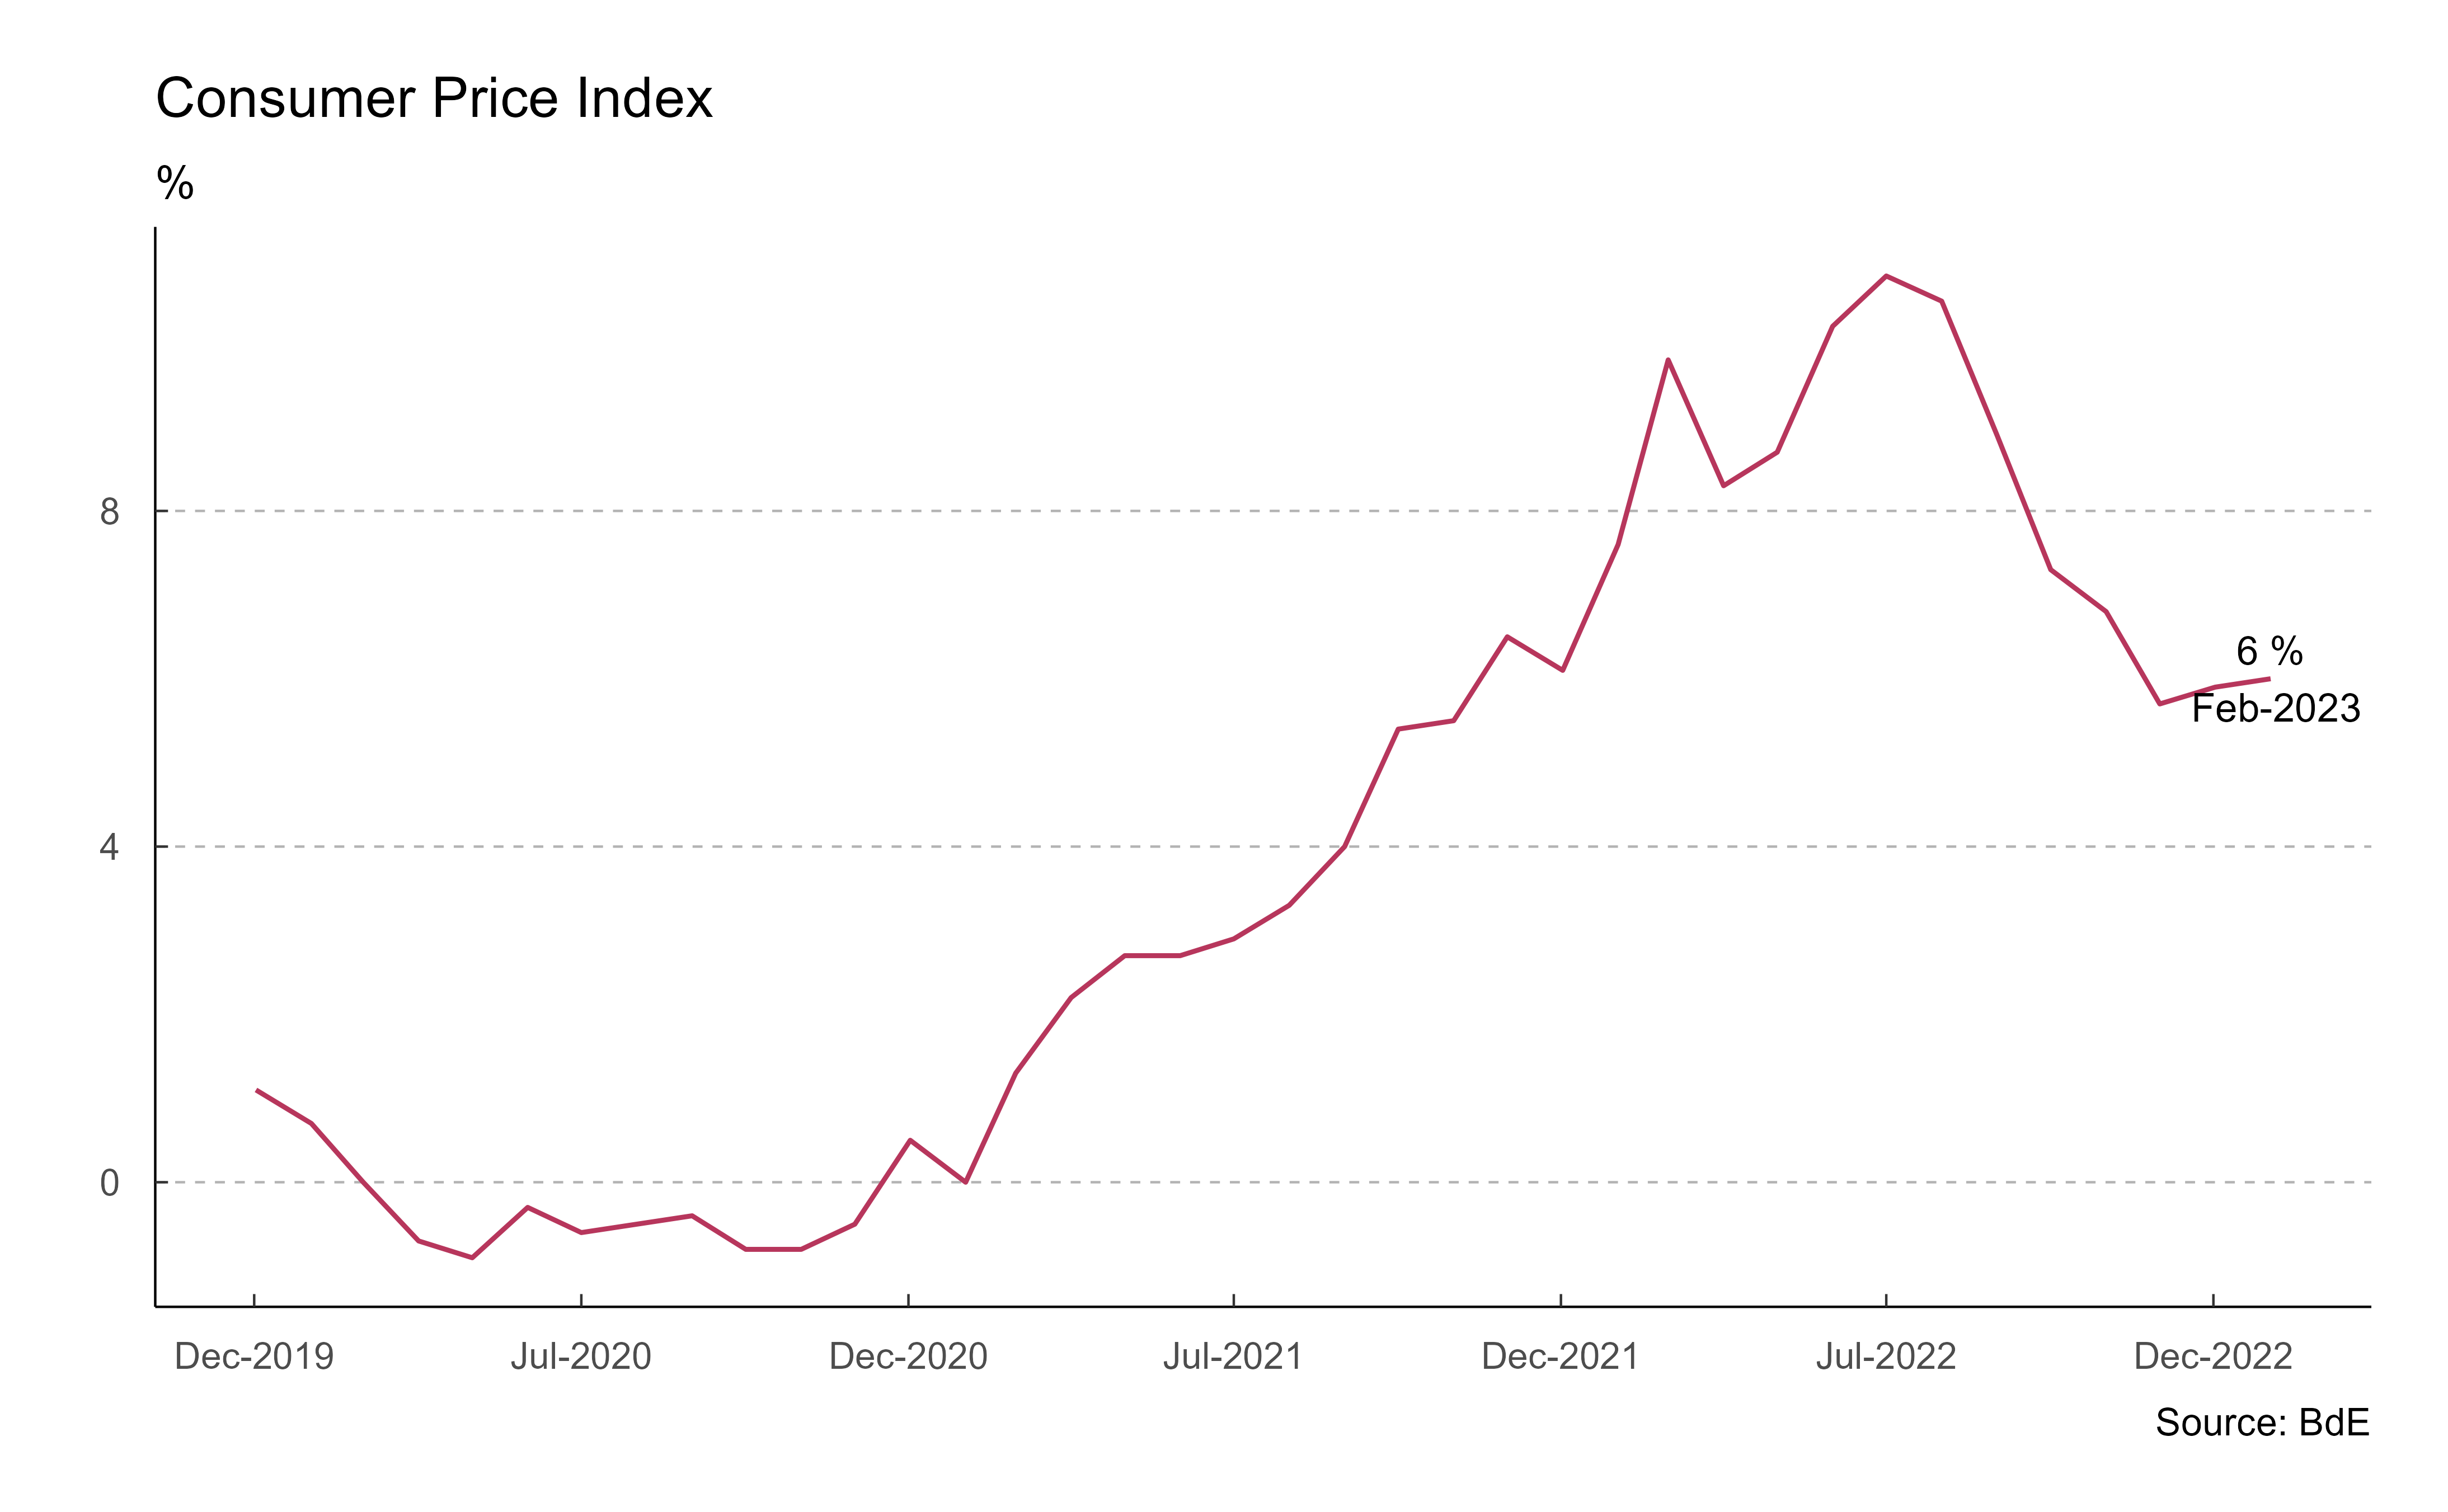 Consumer Price Index
%
8
4
0
6 %
Feb-2023
Dec-2019 Jul-2020 Dec-2020 Jul-2021 Dec-2021 Jul-2022 Dec-2022
Source: BdE